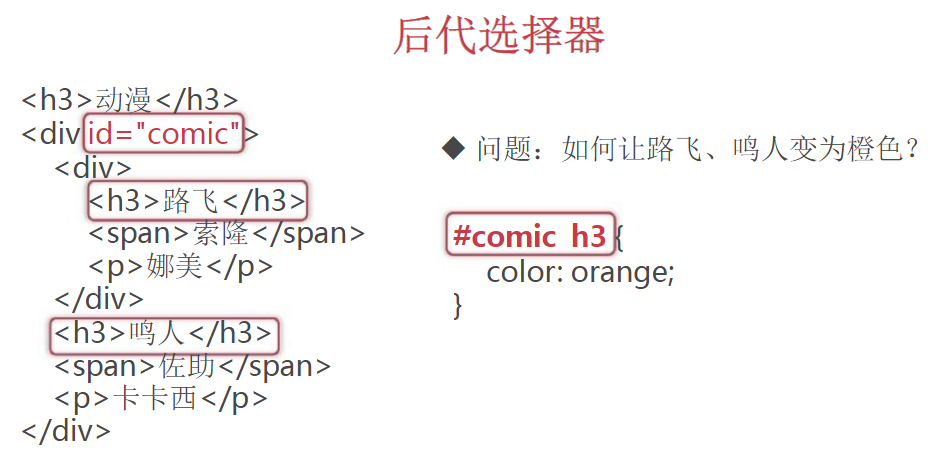 后代选择器
<h3>动漫</h3>
<div id="comic">
<div>
<h3>路飞</h3>
<span>索隆</span>
<p>娜美</p>
</div>
<h3>鸣人</h3>
<span>佐助</span>
<p>卡卡西</p>
</div>
◆ 问题：如何让路飞、鸣人变为橙色？
#comic h3{
color: orange;
}